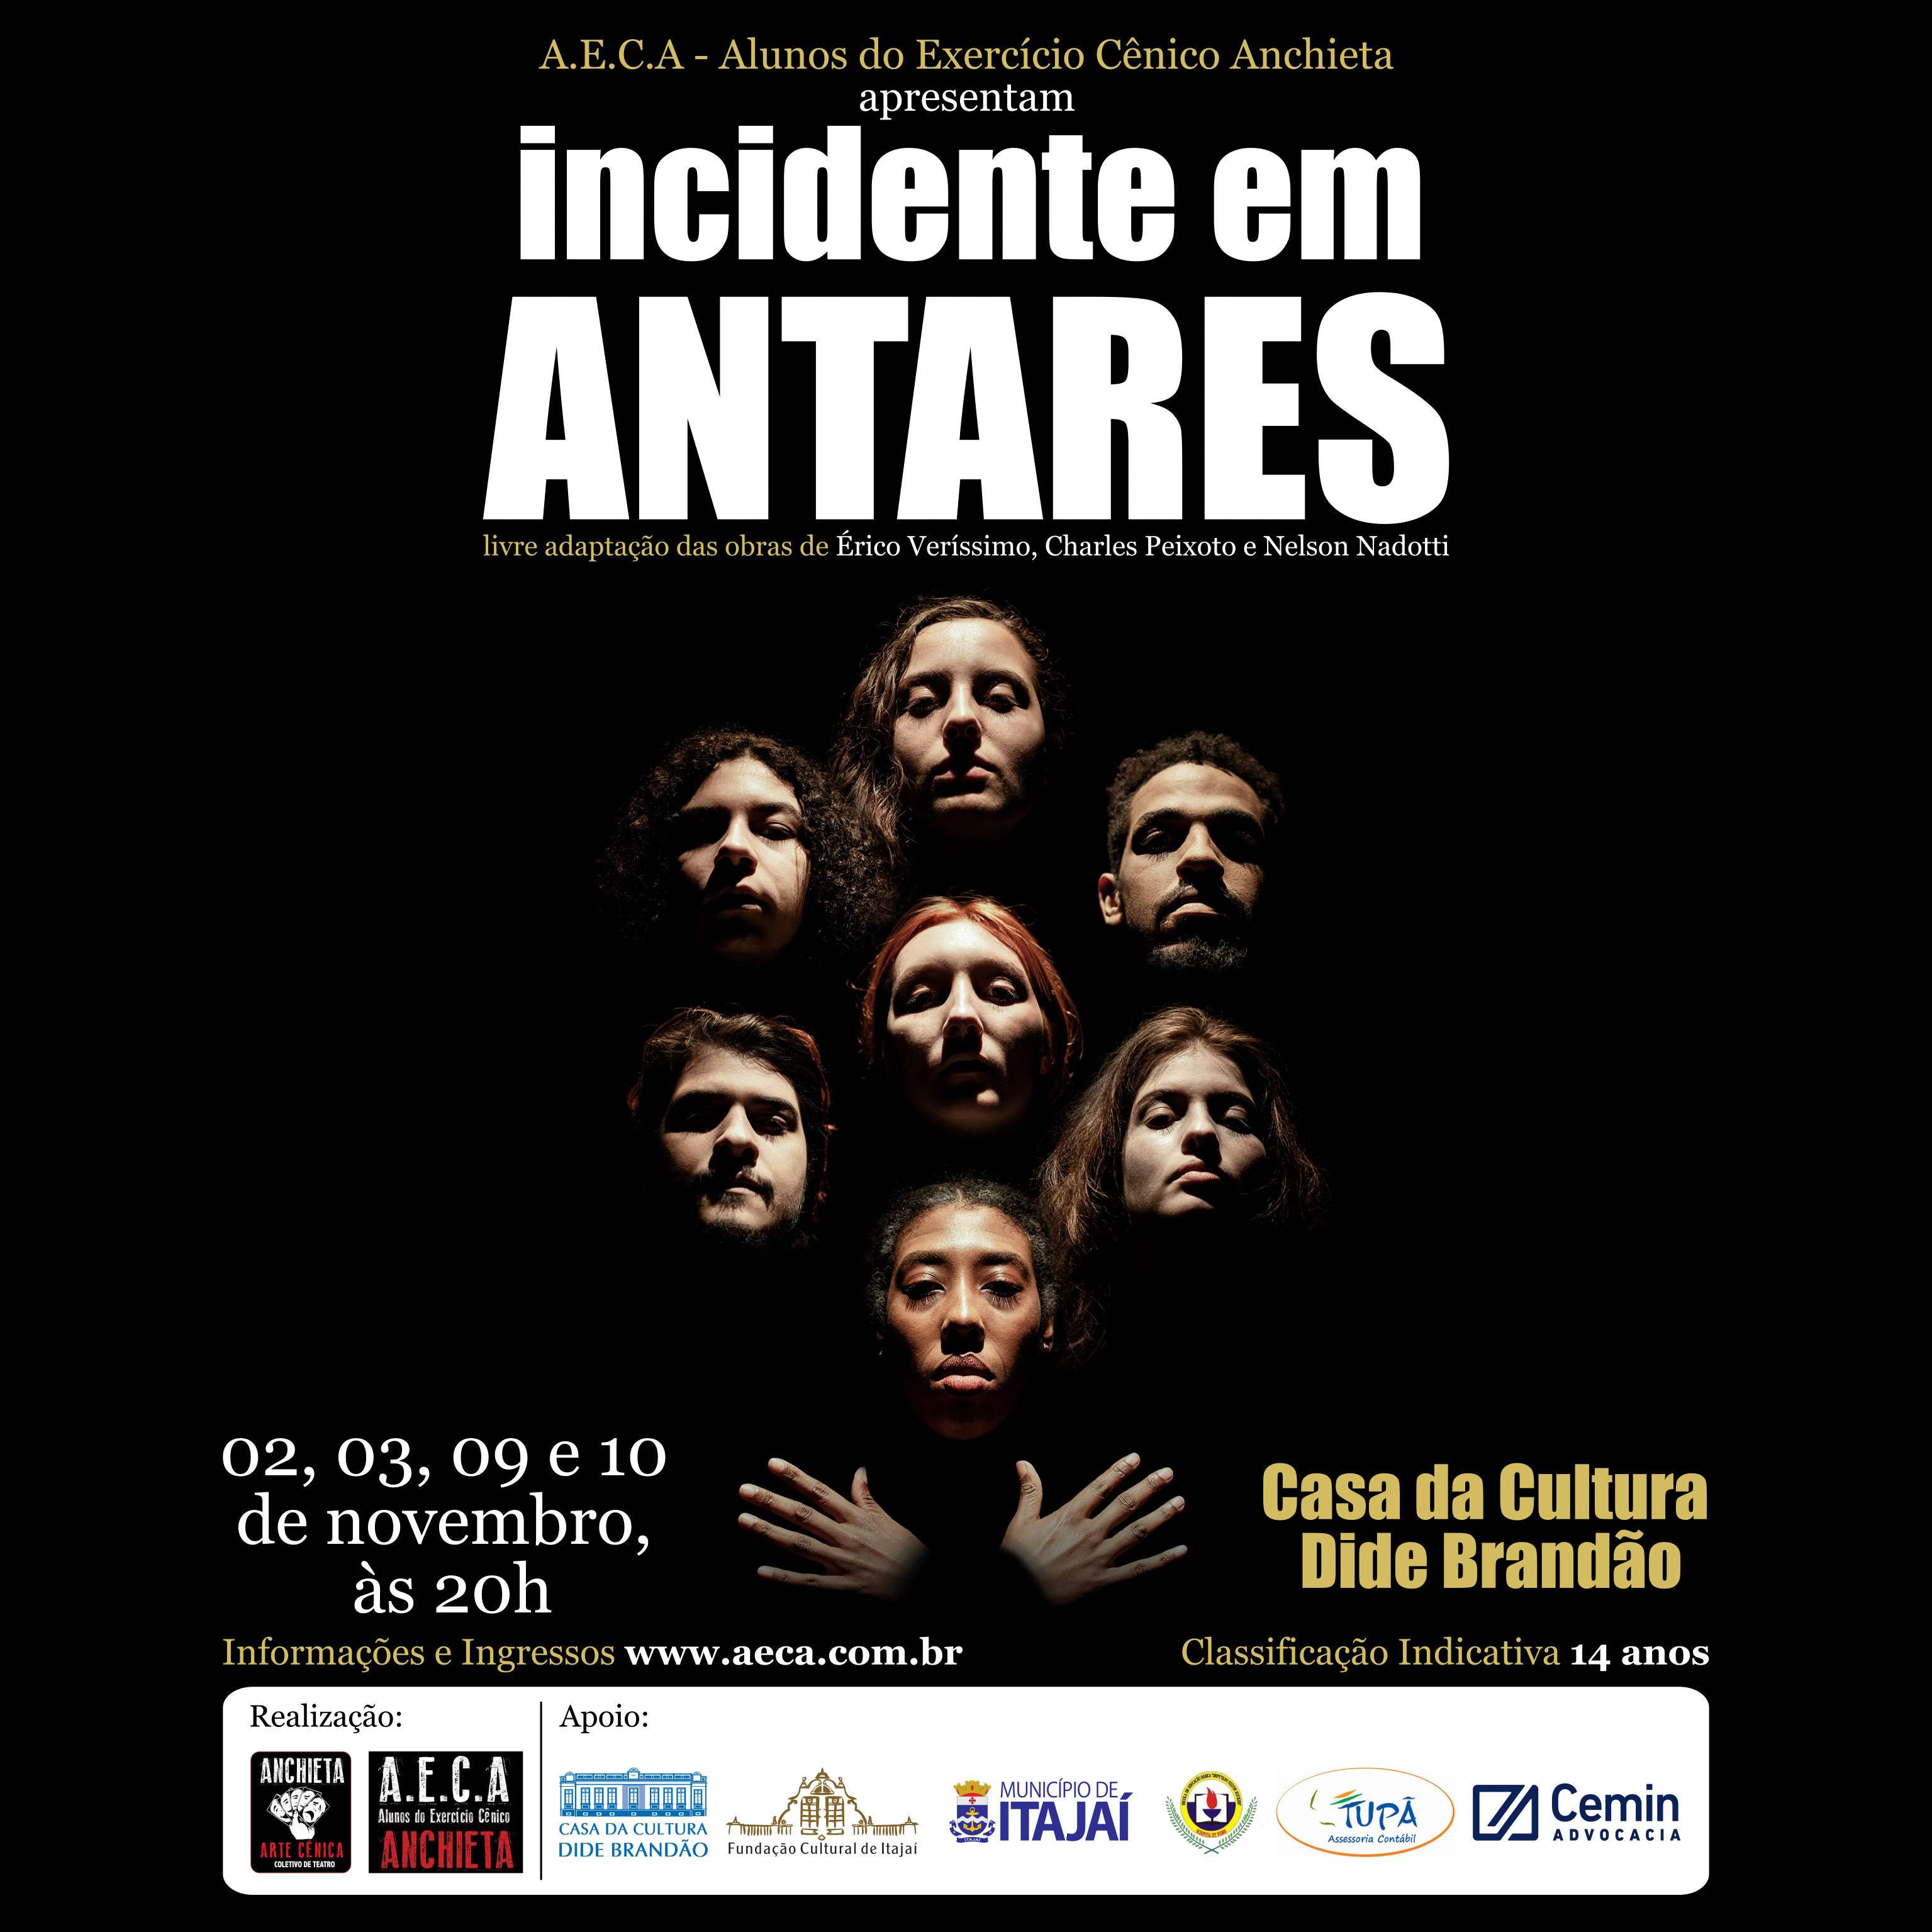 A.E.C.A - Alunos do Exercício Cênico Anchieta
apresentam
incidente em
ANTARES
livre adaptação das obras de Érico Veríssimo, Charles Peixoto e Nelson Nadotti
02, 03, 09 e 10
de novembro,
às 20h
Casa da Cultura
Dide Brandão
Informações e Ingressos www.aeca.com.br
Classificação Indicativa 14 anos
Realização:
ANCHIETA
ARTE CÊNICA
COLETIVO DE TEATRO
A.E.C.A
Alunos do Exercício Cênico
ANCHIETA
Apoio:
CASA DA CULTURA
DIDE BRANDÃO
Fundação Cultural de Itajaí
MUNICÍPIO DE
ITAJAÍ
TUPÃ
Assessoria Contábil
Cemin
ADVOCACIA